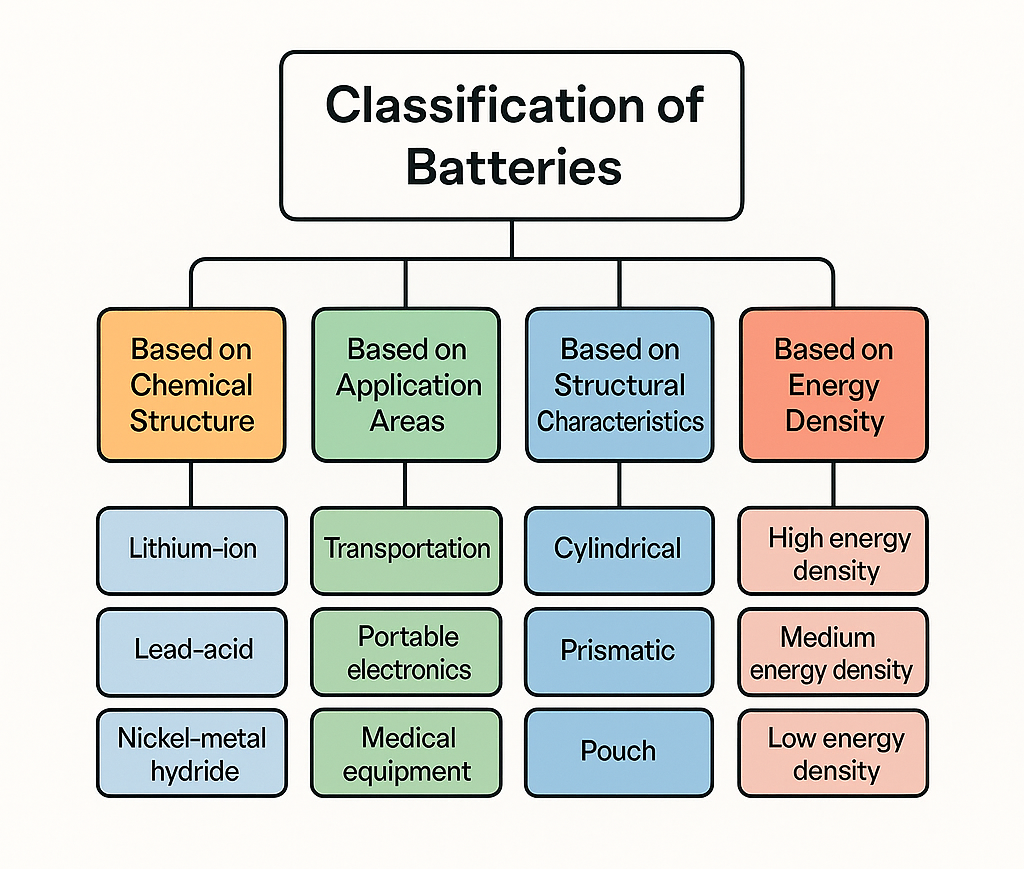 Classification of
Batteries
Based on
Chemical
Structure
Based on
Application
Areas
Based on
Structural
Characteristics
Based on
Energy
Density
Lithium-ion
Transportation
Cylindrical
High energy
density
Lead-acid
Portable
electronics
Prismatic
Medium
energy density
Nickel-metal
hydride
Medical
equipment
Pouch
Low energy
density